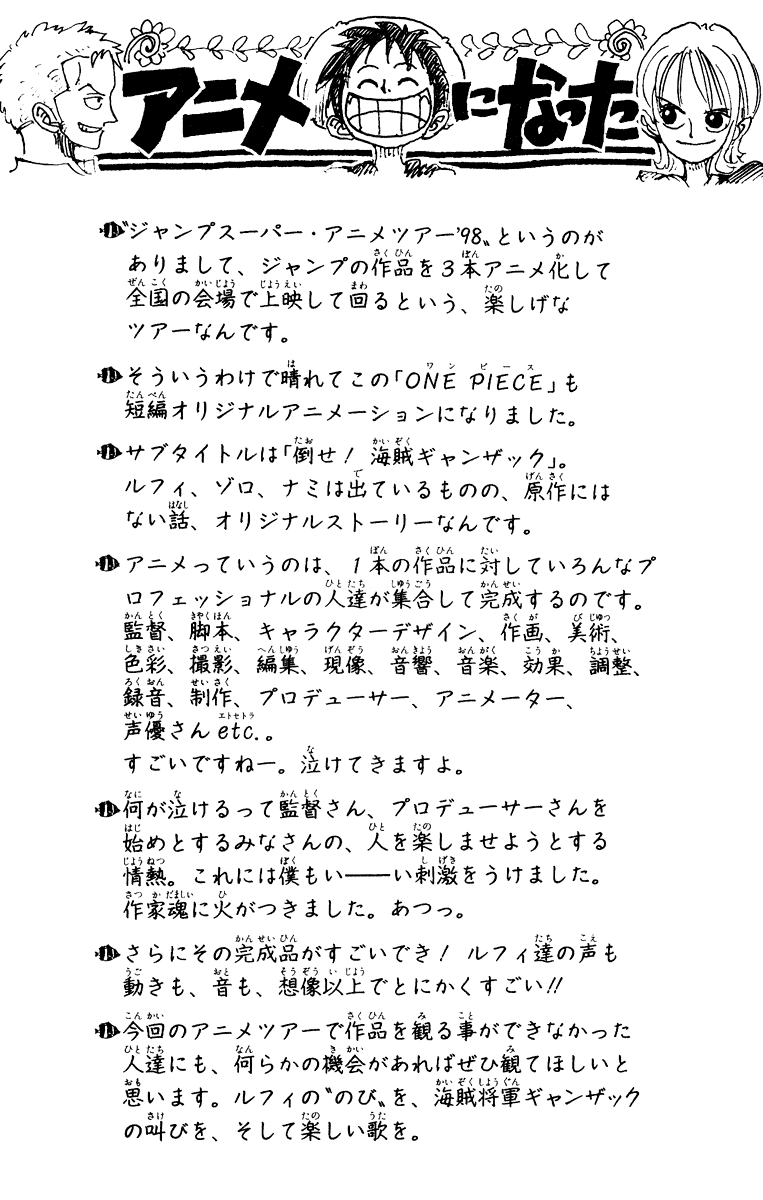 アニメになった
〝ジャンプスーパー・アニメツアー'98〟というのが
ありまして、ジャンプの作品を3本アニメ化して
全国の会場で上映して回るという、楽しげな
ツアーなんです。
そういうわけで晴れてこの「ONE PIECE」も
短編オリジナルアニメーションになりました。
サブタイトルは「倒せ! 海賊ギャンザック」。
ルフィ、ゾロ、ナミは出ているものの、原作には
ない話、オリジナルストーリーなんです。
アニメっていうのは、1本の作品に対していろんなプ
ロフェッショナルの人達が集合して完成するのです。
監督、脚本、キャラクターデザイン、作画、美術、
色彩、撮影、編集、現像、音響、音楽、効果、調整、
録音、制作、プロデューサー、アニメーター、
声優さんetc.。
すごいですねー。泣けてきますよ。
何が泣けるって監督さん、プロデューサーさんを
始めとするみなさんの、人を楽しませようとする
情熱。これには僕もい――い刺激をうけました。
作家魂に火がつきました。あつっ。
さらにその完成品がすごいでき! ルフィ達の声も
動きも、音も、想像以上でとにかくすごい!!
今回のアニメツアーで作品を観る事ができなかった
人達にも、何らかの機会があればぜひ観てほしいと
思います。ルフィの〝のび〟を、海賊将軍ギャンザック
の叫びを、そして楽しい歌を。